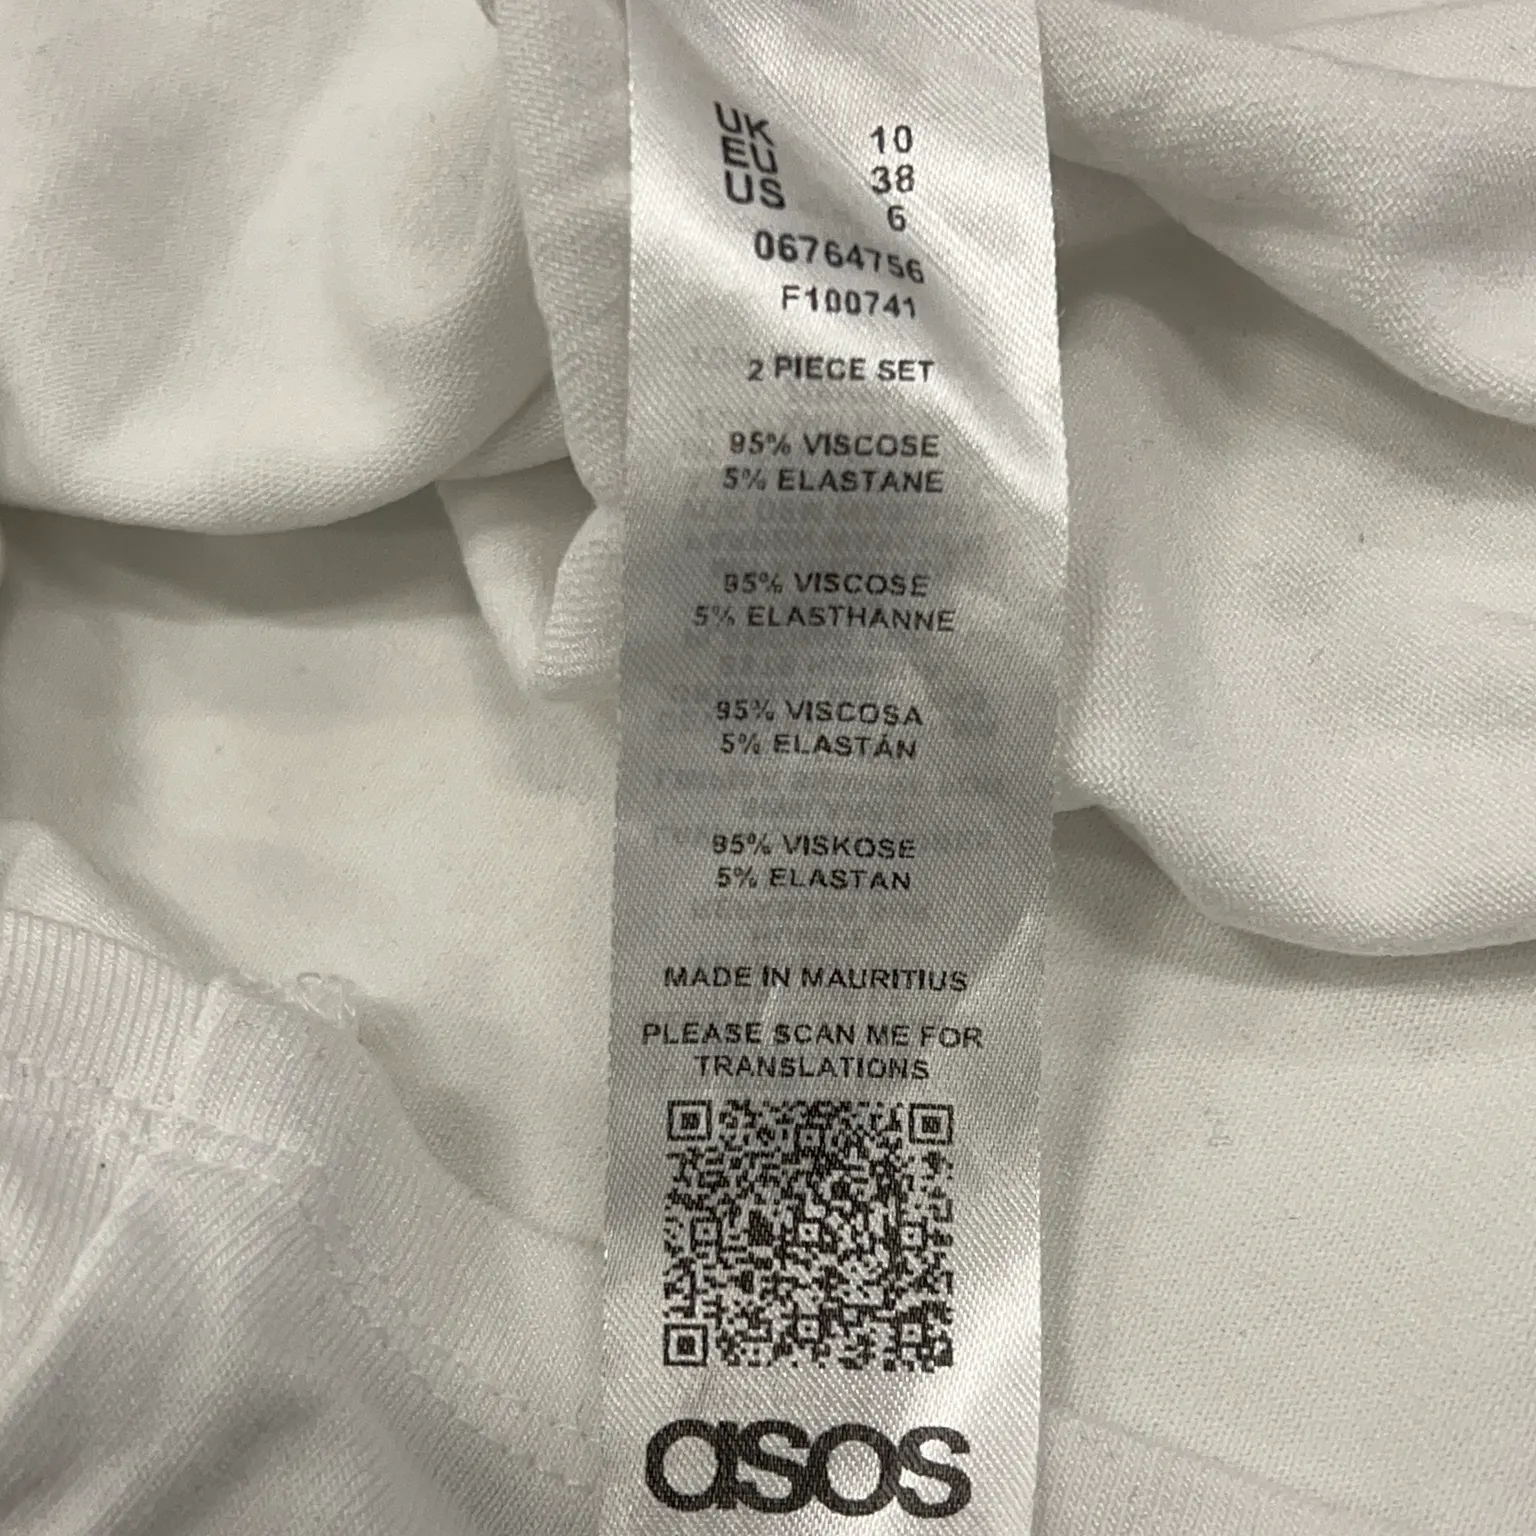 UK 10
EU 38
US 6
06764756
F100741
2 PIECE SET
95% VISCOSE
5% ELASTANE
95% VISCOSE
5% ELASTHANNE
95% VISCOSA
5% ELASTÁN
95% VISKOSE
5% ELASTAN
MADE IN MAURITIUS
PLEASE SCAN ME FOR
TRANSLATIONS
asos